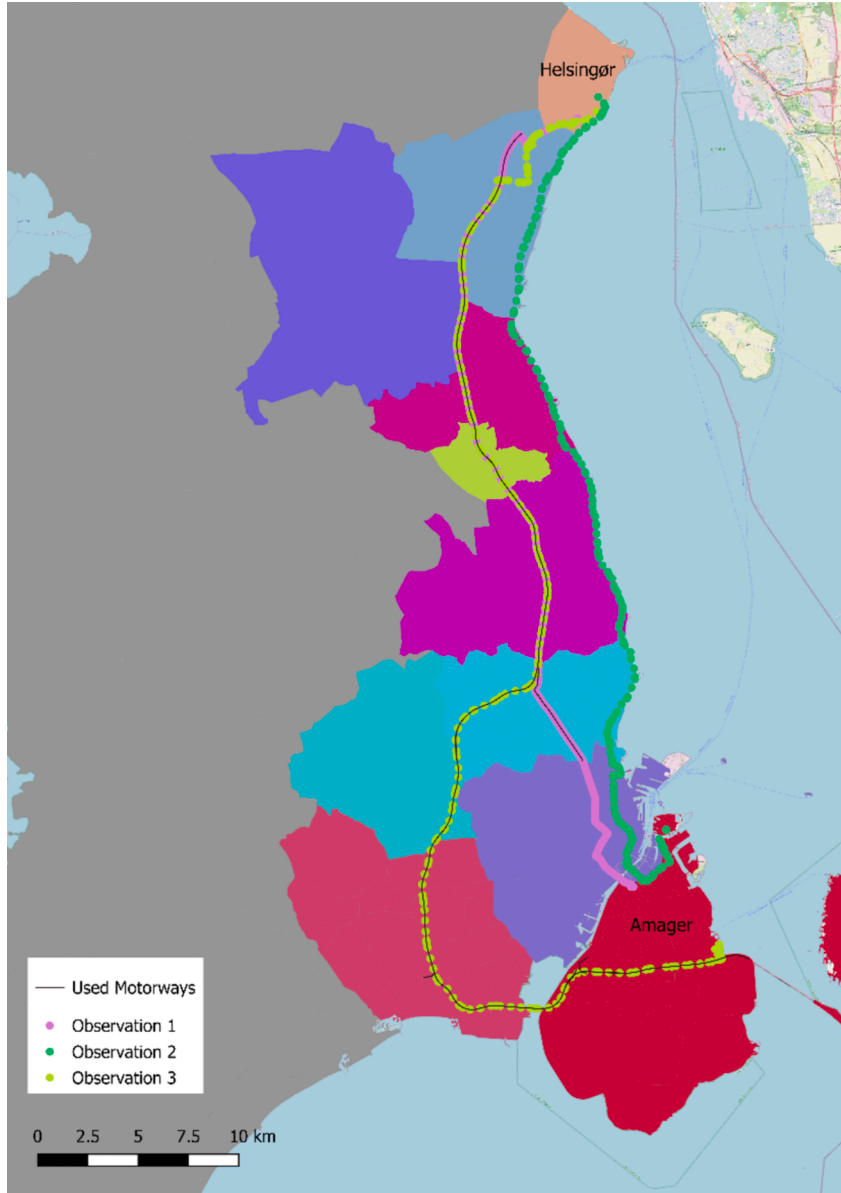 Helsingør
Amager
Used Motorways
Observation 1
Observation 2
Observation 3
0 2.5 5 7.5 10 km